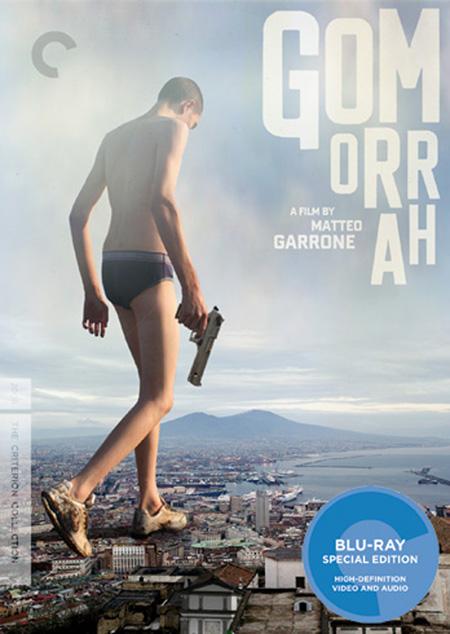 GOM
ORR
AH
A FILM BY
MATTEO
GARRONE
THE CRITERION COLLECTION
BLU-RAY
SPECIAL EDITION
HIGH-DEFINITION
VIDEO AND AUDIO